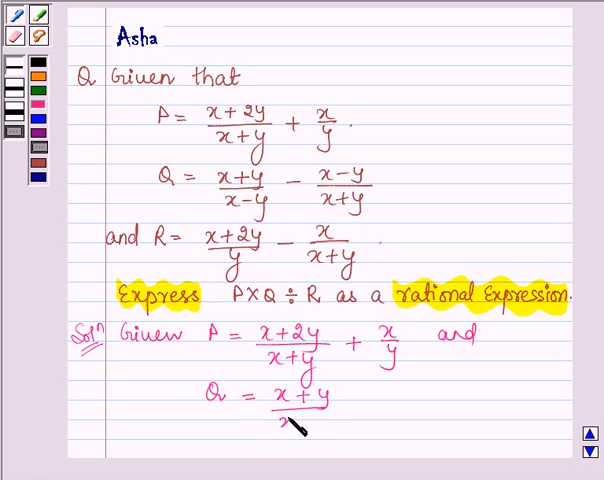 Asha
Q Given that
P = (x+2y)/(x+y) + x/y .
Q = (x+y)/(x-y) - (x-y)/(x+y)
and R = (x+2y)/y - x/(x+y) .
Express P×Q÷R as a rational Expression.
Solⁿ Given P = (x+2y)/(x+y) + x/y and
Q = (x+y)/x